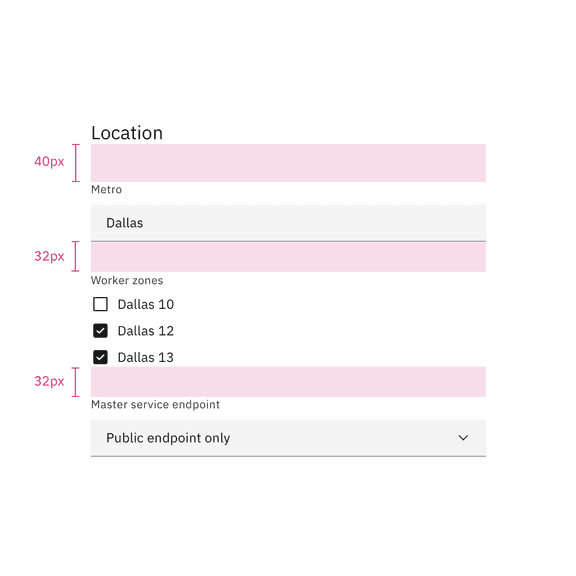 Location
40px
Metro
Dallas
32px
Worker zones
Dallas 10
Dallas 12
Dallas 13
32px
Master service endpoint
Public endpoint only